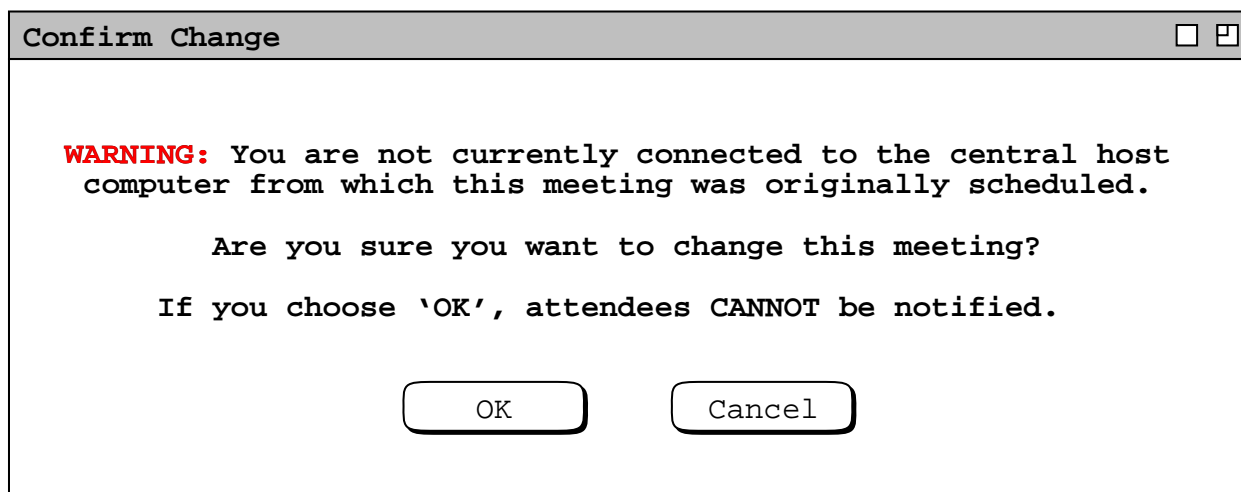 Confirm Change
WARNING: You are not currently connected to the central host
computer from which this meeting was originally scheduled.
Are you sure you want to change this meeting?
If you choose ‘OK’, attendees CANNOT be notified.
OK Cancel